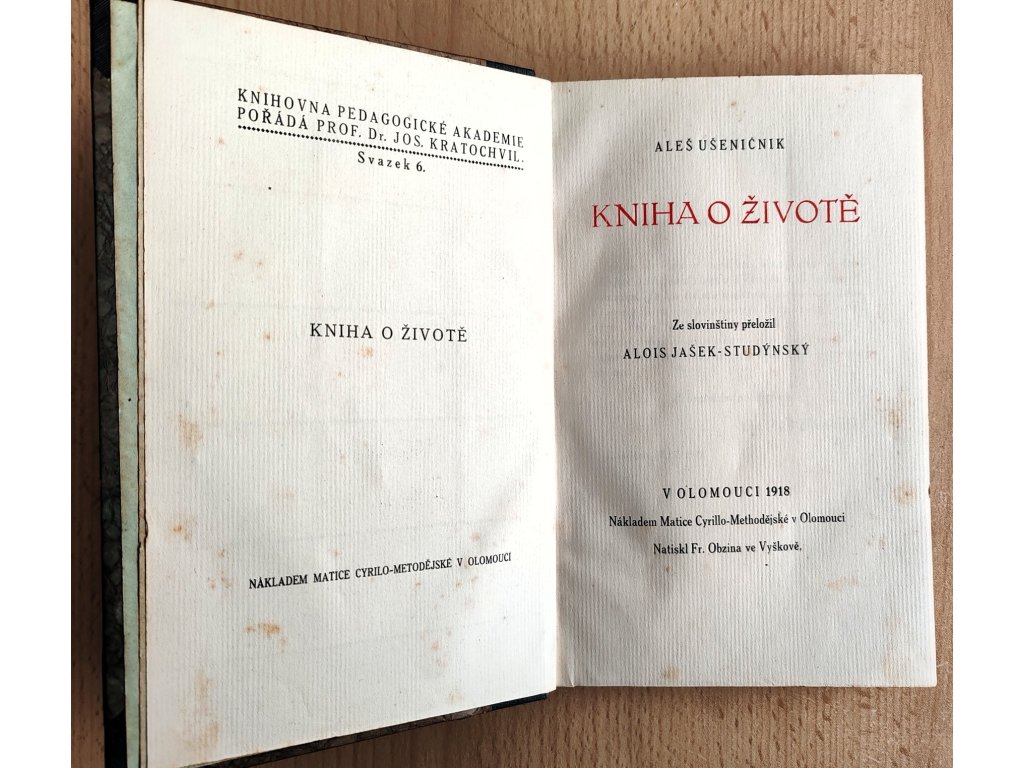 KNIHOVNA PEDAGOGICKÉ AKADEMIE
POŘÁDÁ PROF. Dr. JOS. KRATOCHVIL.
Svazek 6.
KNIHA O ŽIVOTĚ
NÁKLADEM MATICE CYRILO-METODĚJSKÉ V OLOMOUCI
ALEŠ UŠENIČNIK
KNIHA O ŽIVOTĚ
Ze slovinštiny přeložil
ALOIS JAŠEK-STUDÝNSKÝ
V OLOMOUCI 1918
Nákladem Matice Cyrillo-Methodějské v Olomouci
Natiskl Fr. Obzina ve Vyškově.